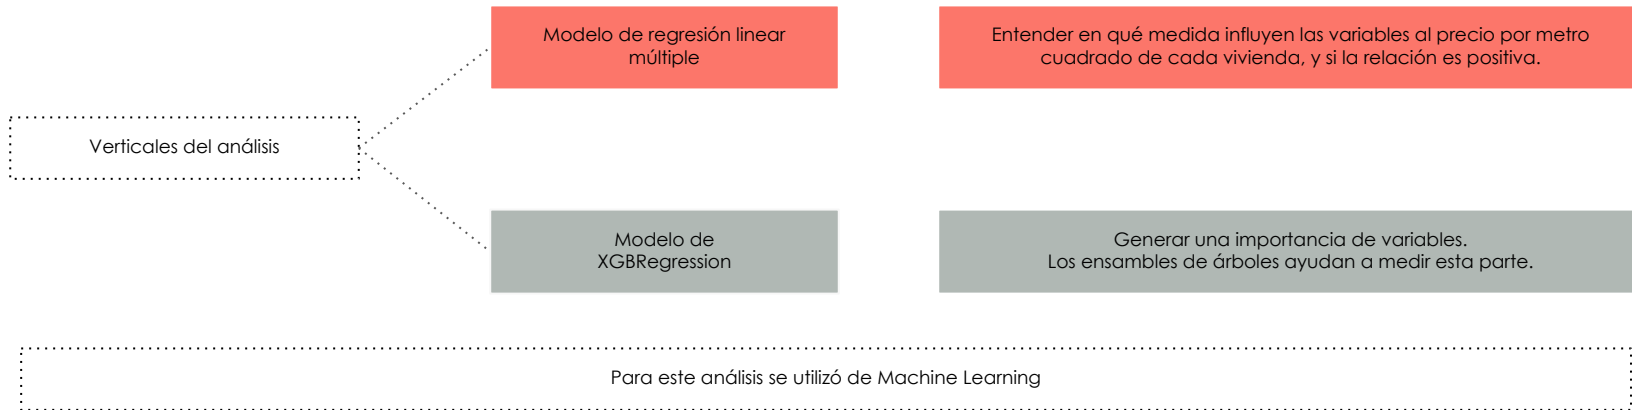 Modelo de regresión linear
múltiple
Entender en qué medida influyen las variables al precio por metro
cuadrado de cada vivienda, y si la relación es positiva.
Verticales del análisis
Modelo de
XGBRegression
Generar una importancia de variables.
Los ensambles de árboles ayudan a medir esta parte.
Para este análisis se utilizó de Machine Learning